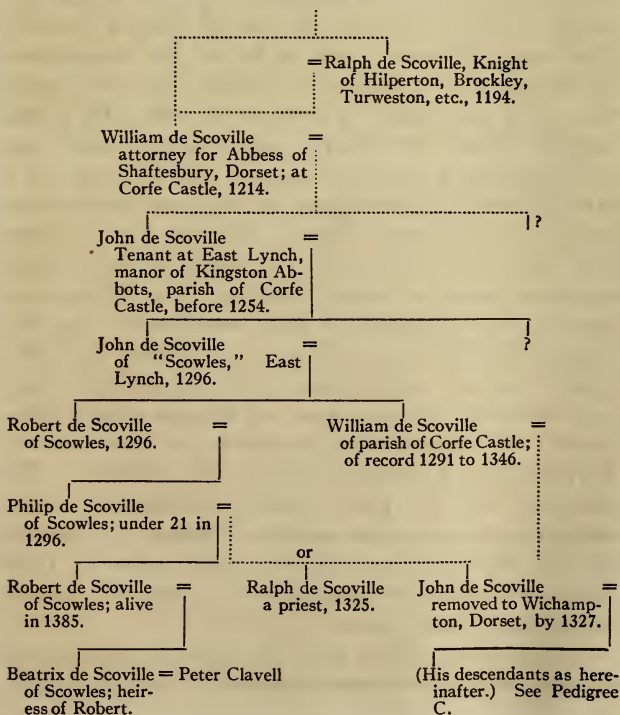 = Ralph de Scoville, Knight
of Hilperton, Brockley,
Turweston, etc., 1194.
William de Scoville =
attorney for Abbess of
Shaftesbury, Dorset; at
Corfe Castle, 1214.
?
John de Scoville =
Tenant at East Lynch,
manor of Kingston Ab-
bots, parish of Corfe
Castle, before 1254.
John de Scoville = ?
of "Scowles," East
Lynch, 1296.
Robert de Scoville =
of Scowles, 1296.
William de Scoville =
of parish of Corfe Castle;
of record 1291 to 1346.
Philip de Scoville =
of Scowles; under 21 in
1296.
or
Robert de Scoville =
of Scowles; alive
in 1385.
Ralph de Scoville
a priest, 1325.
John de Scoville =
removed to Wichamp-
ton, Dorset, by 1327.
Beatrix de Scoville = Peter Clavell
of Scowles; heir-
ess of Robert.
(His descendants as here-
inafter.) See Pedigree
C.